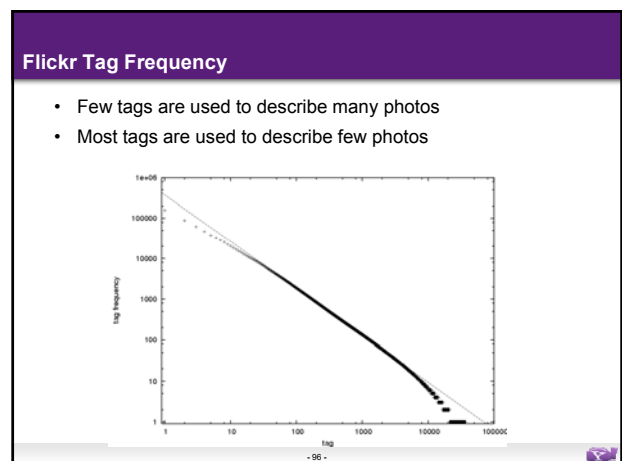 Flickr Tag Frequency
• Few tags are used to describe many photos
• Most tags are used to describe few photos
1e+06
100000
10000
1000
100
10
1
tag frequency
1 10 100 1000 10000 100000
tag
- 96 -
Y!